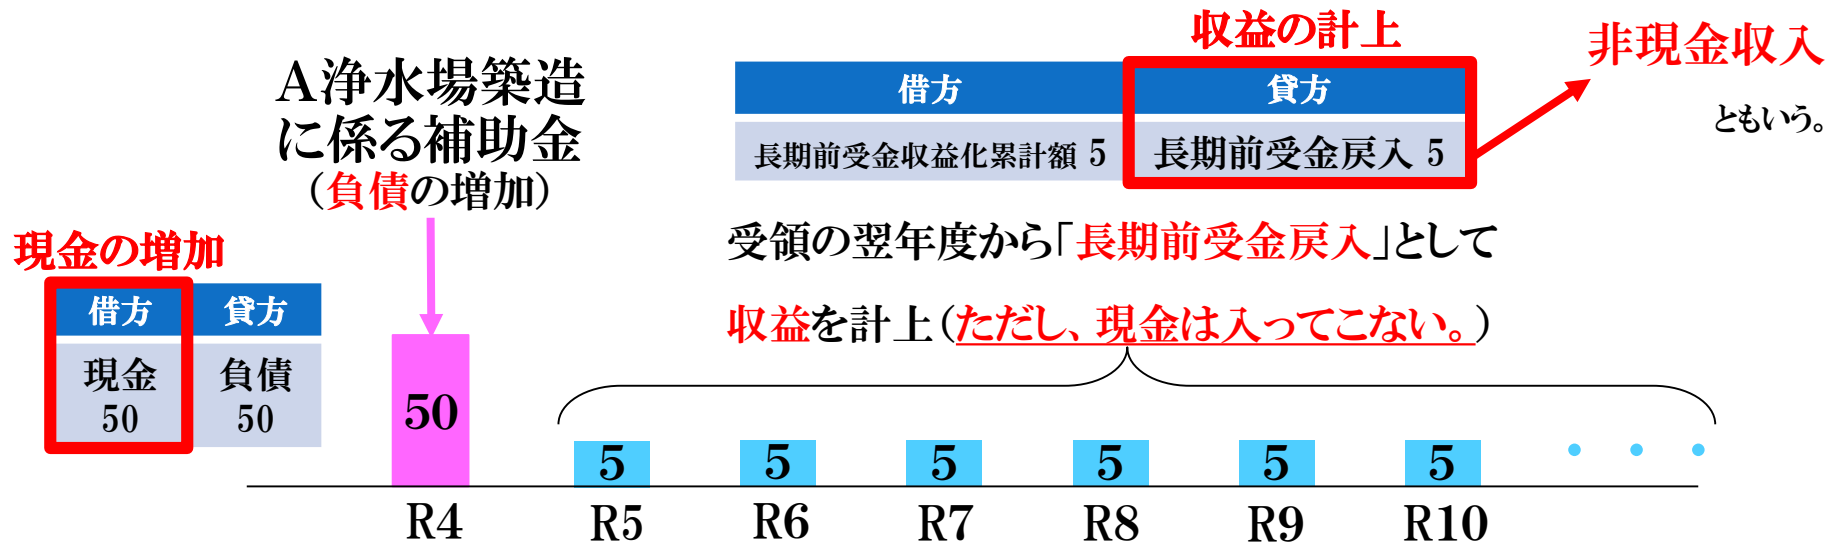 収益の計上
非現金収入
ともいう。
A浄水場築造
に係る補助金
(負債の増加)
借方 貸方
長期前受金収益化累計額 5 長期前受金戻入 5
受領の翌年度から「長期前受金戻入」として
収益を計上(ただし、現金は入ってこない。)
現金の増加
借方 貸方
現金 負債
50 50
50
5 5 5 5 5 5 ・・・
R4 R5 R6 R7 R8 R9 R10